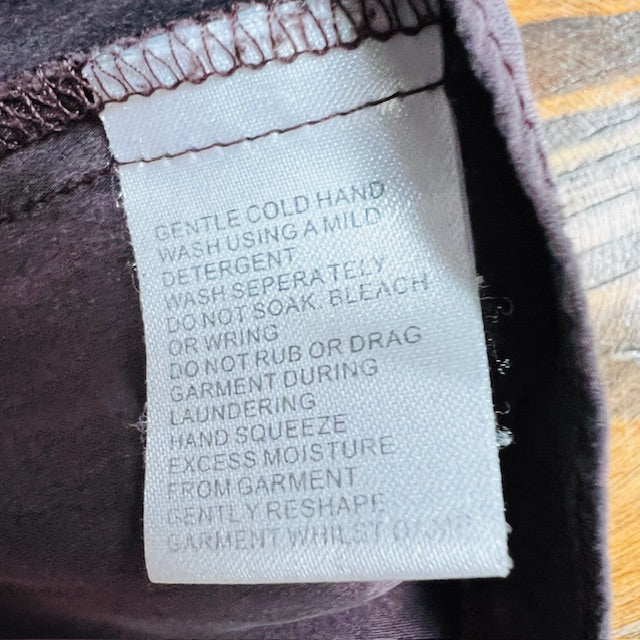 GENTLE COLD HAND
WASH USING A MILD
DETERGENT
WASH SEPERATELY
DO NOT SOAK. BLEACH
OR WRING
DO NOT RUB OR DRAG
GARMENT DURING
LAUNDERING
HAND SQUEEZE
EXCESS MOISTURE
FROM GARMENT
GENTLY RESHAPE
GARMENT WHILST